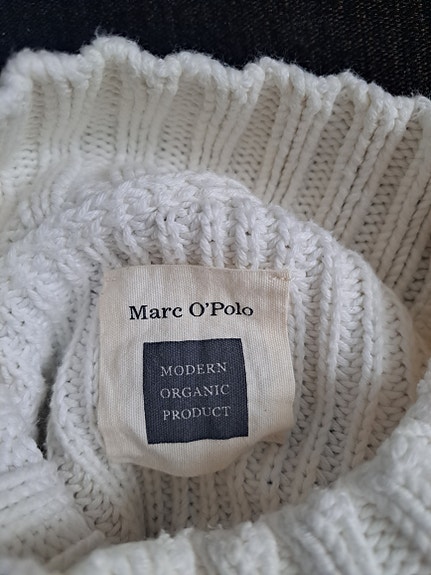 Marc O'Polo
MODERN
ORGANIC
PRODUCT